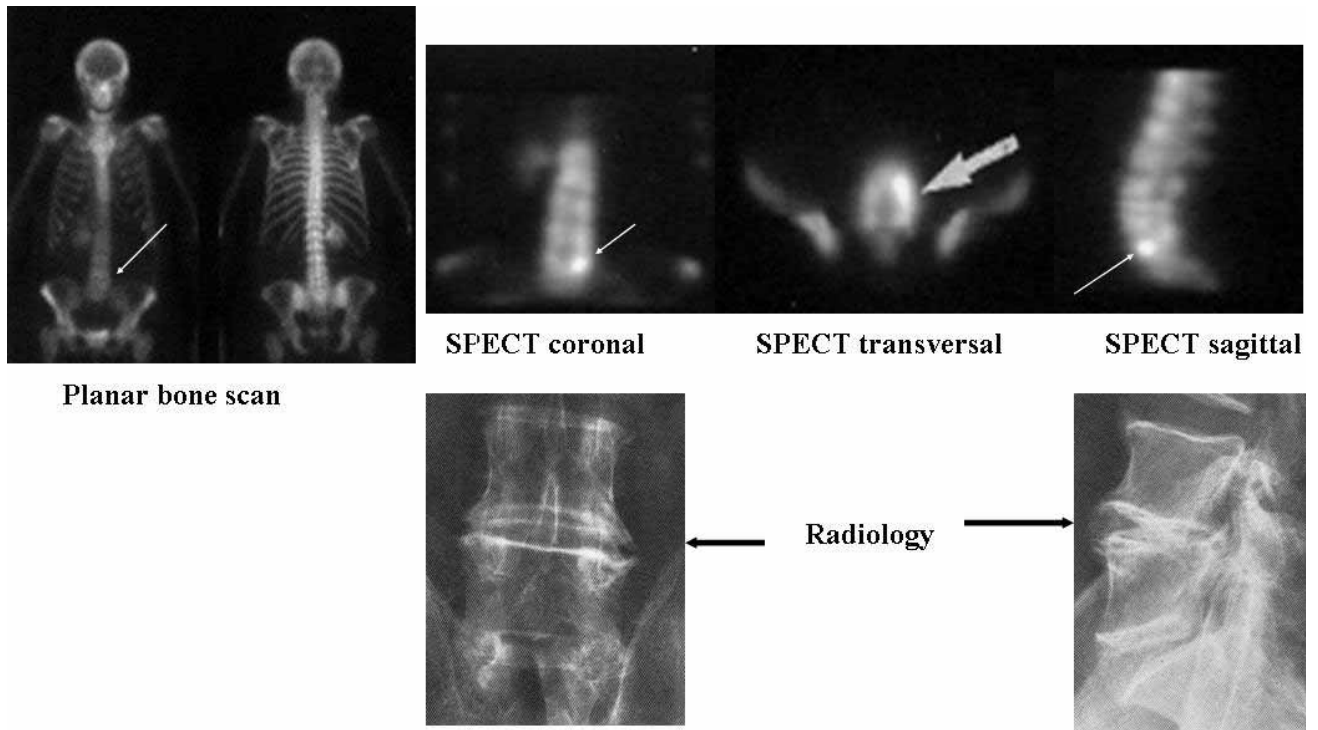 SPECT coronal
SPECT transversal
SPECT sagittal
Planar bone scan
Radiology